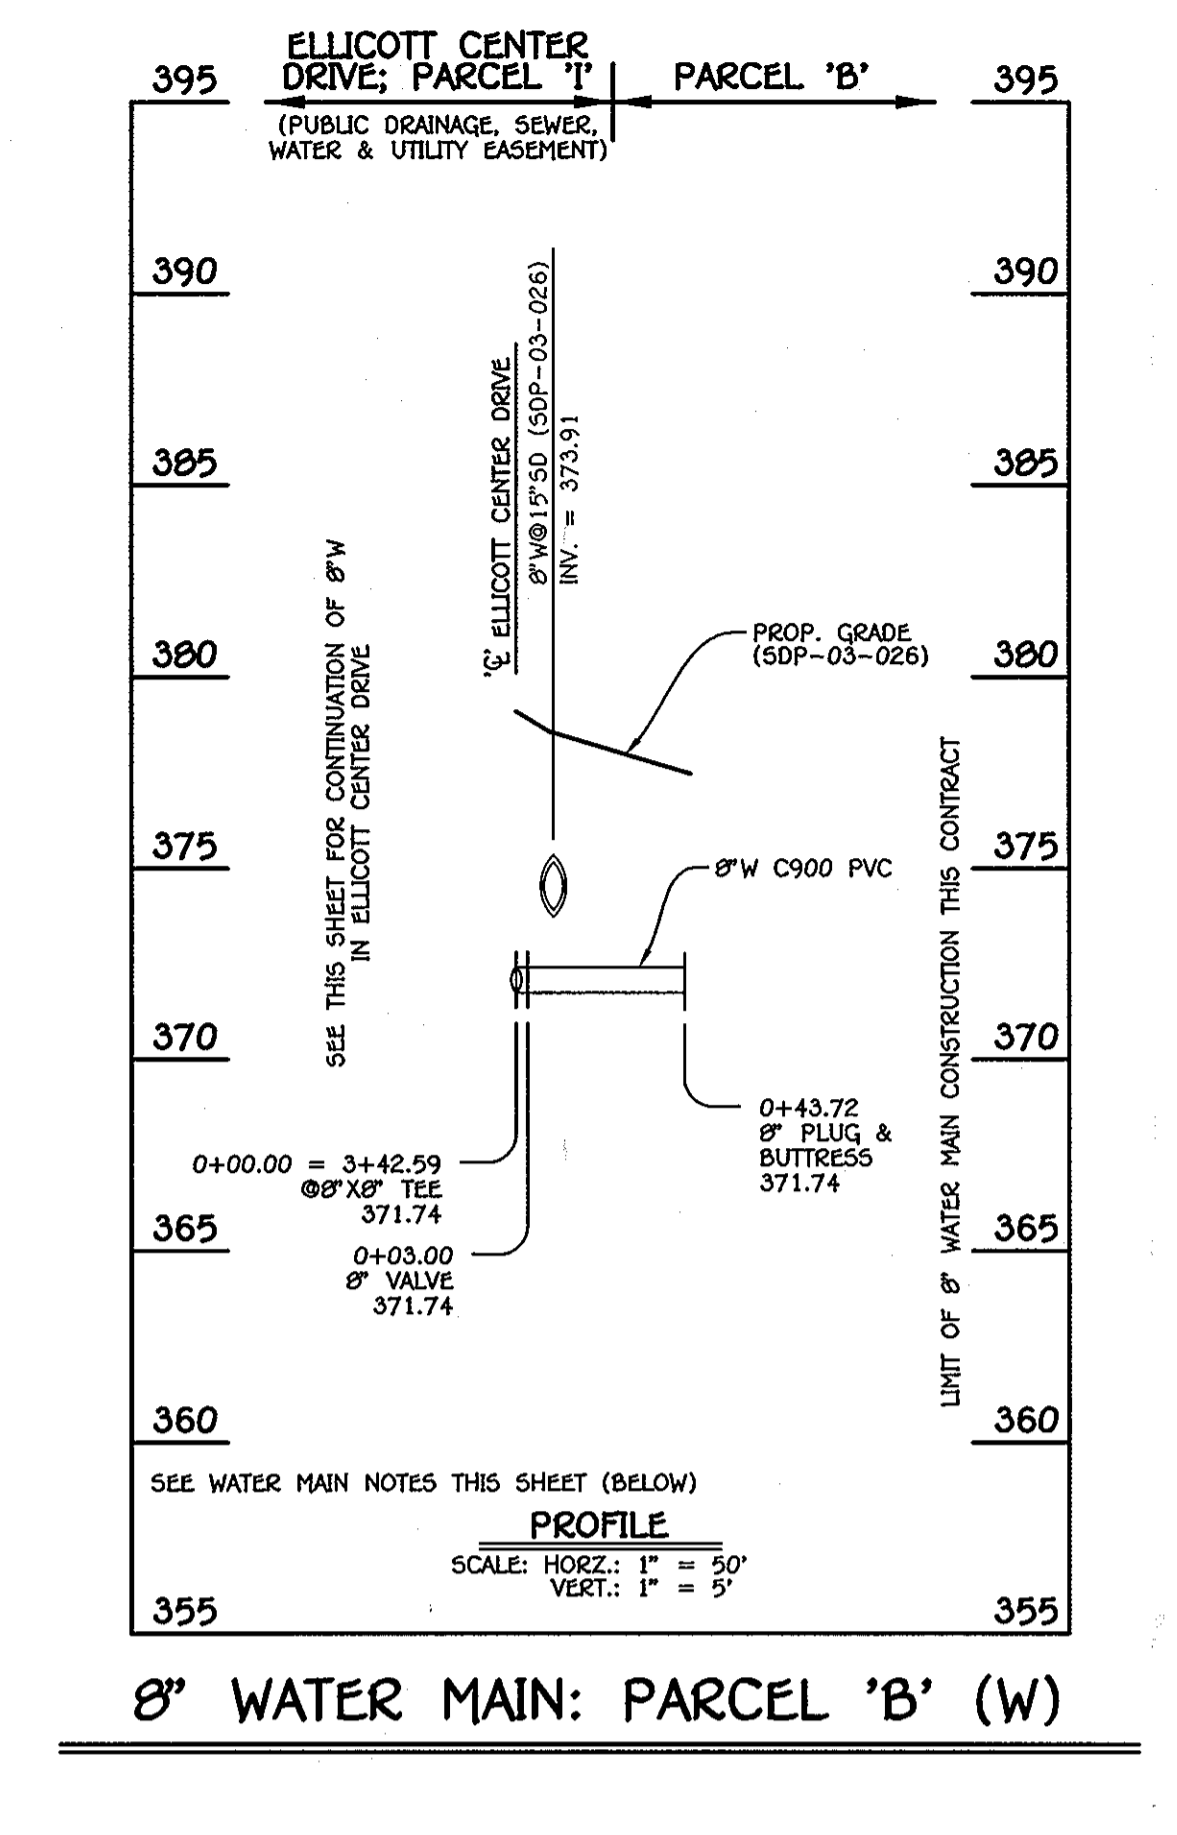 ELLICOTT CENTER
DRIVE; PARCEL 'I'
PARCEL 'B'
(PUBLIC DRAINAGE, SEWER,
WATER & UTILITY EASEMENT)
395
390
385
380
375
370
365
360
355
395
390
385
380
375
370
365
360
355
SEE THIS SHEET FOR CONTINUATION OF 8"W
IN ELLICOTT CENTER DRIVE
'℄' ELLICOTT CENTER DRIVE
8"W@15"SD (SDP-03-026)
INV. = 373.91
PROP. GRADE
(SDP-03-026)
8"W C900 PVC
LIMIT OF 8" WATER MAIN CONSTRUCTION THIS CONTRACT
0+00.00 = 3+42.59
@8"X8" TEE
371.74
0+03.00
8" VALVE
371.74
0+43.72
8" PLUG &
BUTTRESS
371.74
SEE WATER MAIN NOTES THIS SHEET (BELOW)
PROFILE
SCALE: HORZ.: 1" = 50'
VERT.: 1" = 5'
8" WATER MAIN: PARCEL 'B' (W)